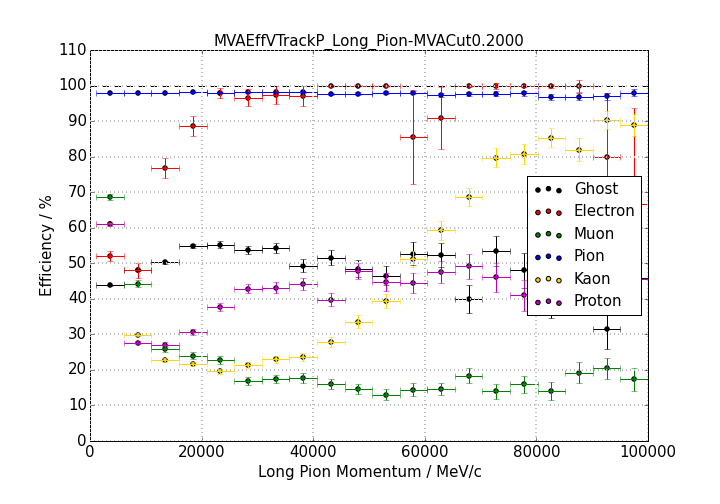 MVAEffVTrackP_Long_Pion-MVACut0.2000
110
100
90
80
70
60
50
40
30
20
10
0
Efficiency / %
Ghost
Electron
Muon
Pion
Kaon
Proton
0 20000 40000 60000 80000 100000
Long Pion Momentum / MeV/c